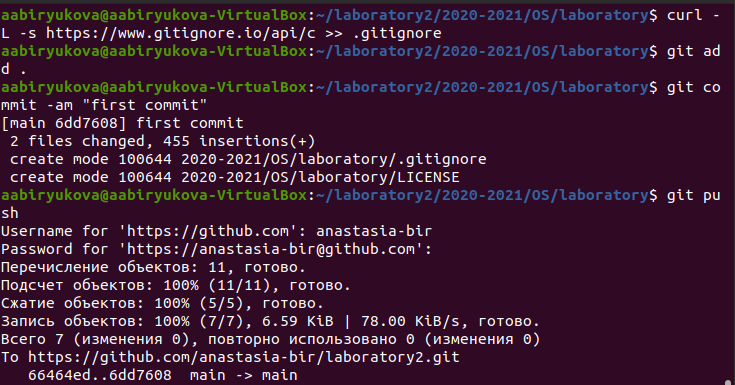 aabiryukova@aabiryukova-VirtualBox:~/laboratory2/2020-2021/OS/laboratory$ curl -
L -s https://www.gitignore.io/api/c >> .gitignore
aabiryukova@aabiryukova-VirtualBox:~/laboratory2/2020-2021/OS/laboratory$ git ad
d .
aabiryukova@aabiryukova-VirtualBox:~/laboratory2/2020-2021/OS/laboratory$ git co
mmit -am "first commit"
[main 6dd7608] first commit
 2 files changed, 455 insertions(+)
 create mode 100644 2020-2021/OS/laboratory/.gitignore
 create mode 100644 2020-2021/OS/laboratory/LICENSE
aabiryukova@aabiryukova-VirtualBox:~/laboratory2/2020-2021/OS/laboratory$ git pu
sh
Username for 'https://github.com': anastasia-bir
Password for 'https://anastasia-bir@github.com':
Перечисление объектов: 11, готово.
Подсчет объектов: 100% (11/11), готово.
Сжатие объектов: 100% (5/5), готово.
Запись объектов: 100% (7/7), 6.59 KiB | 78.00 KiB/s, готово.
Всего 7 (изменения 0), повторно использовано 0 (изменения 0)
To https://github.com/anastasia-bir/laboratory2.git
   66464ed..6dd7608  main -> main